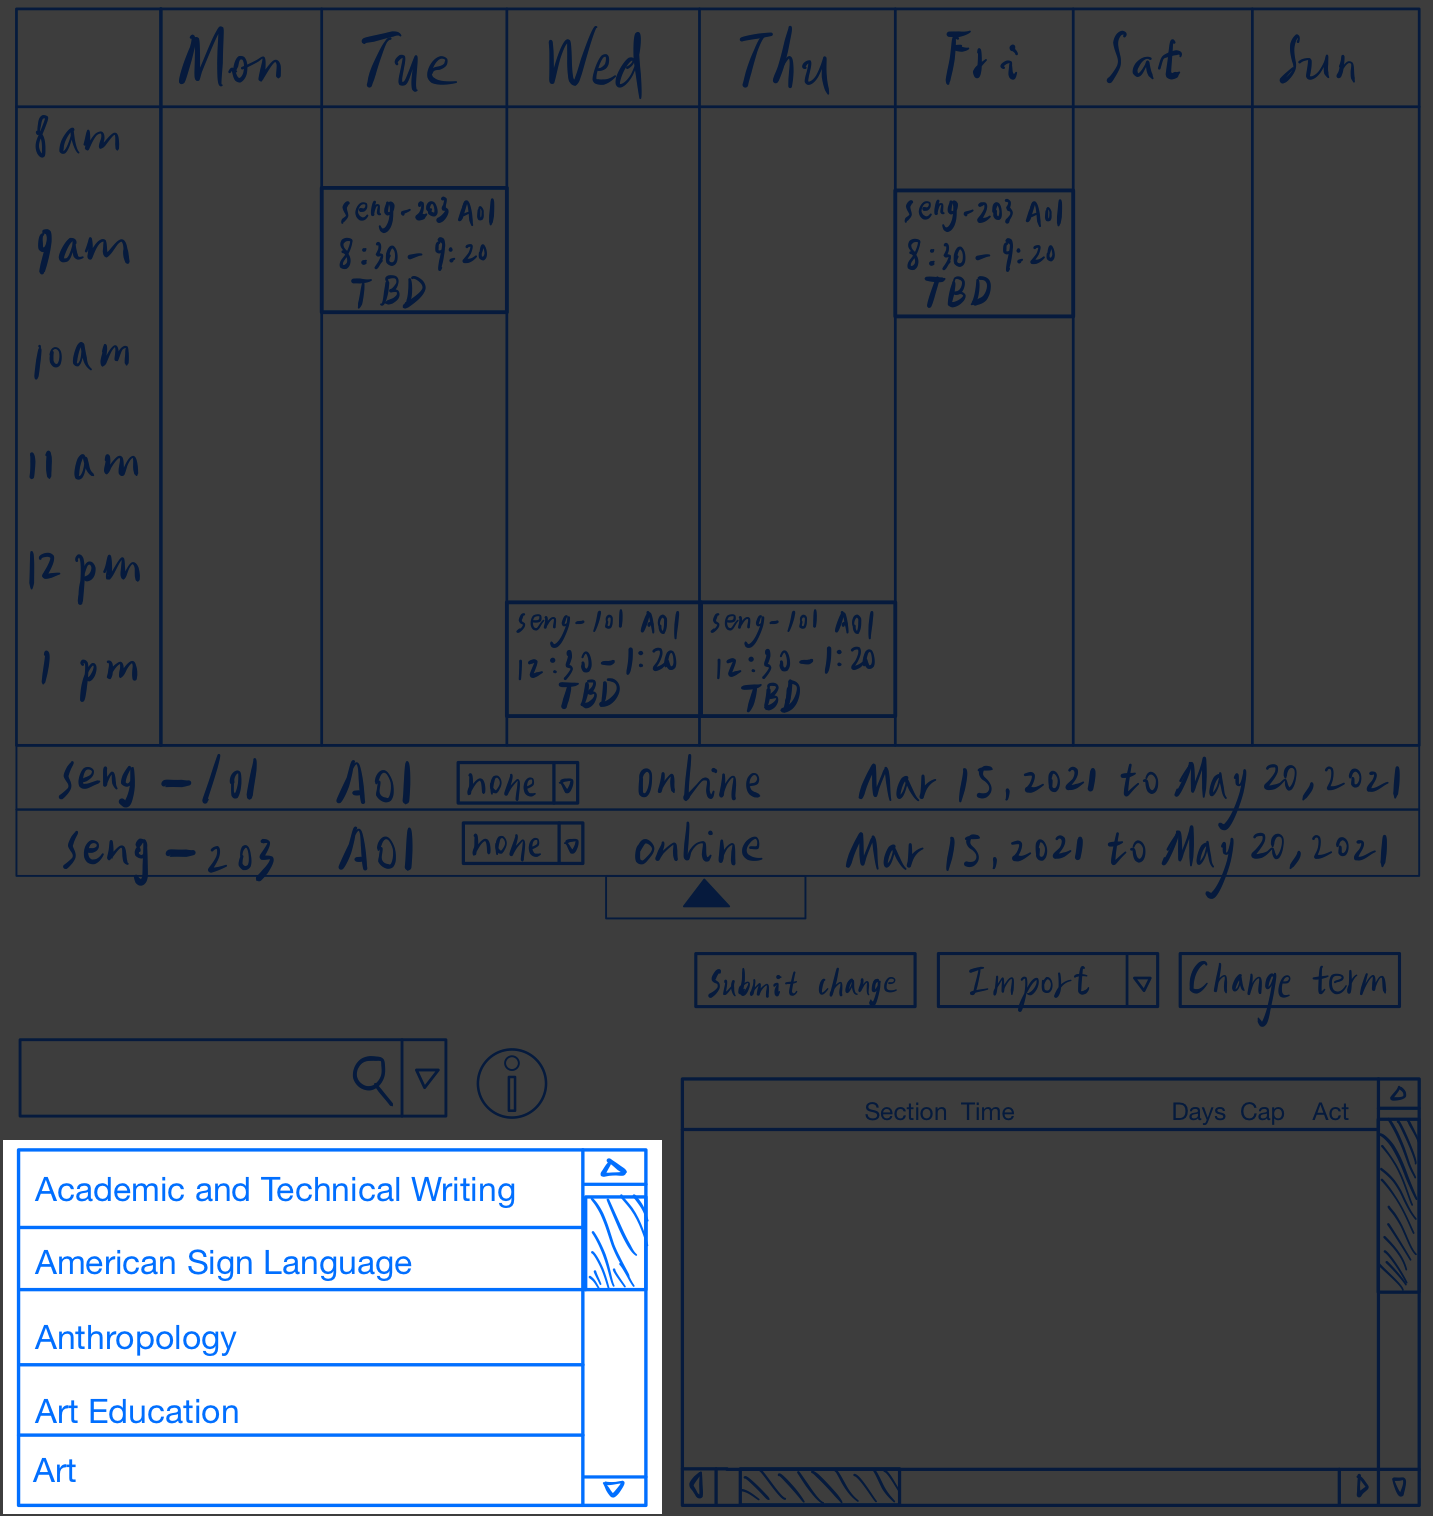 Mon Tue Wed Thu Fri Sat Sun
8 am
9am
10am
11 am
12 pm
1 pm
seng-203 A01
8:30-9:20
TBD
seng-203 A01
8:30-9:20
TBD
seng-101 A01
12:30-1:20
TBD
seng-101 A01
12:30-1:20
TBD
seng-101 A01 none online Mar 15, 2021 to May 20, 2021
seng-203 A01 none online Mar 15, 2021 to May 20, 2021
Submit change Import Change term
Section Time Days Cap Act
Academic and Technical Writing
American Sign Language
Anthropology
Art Education
Art